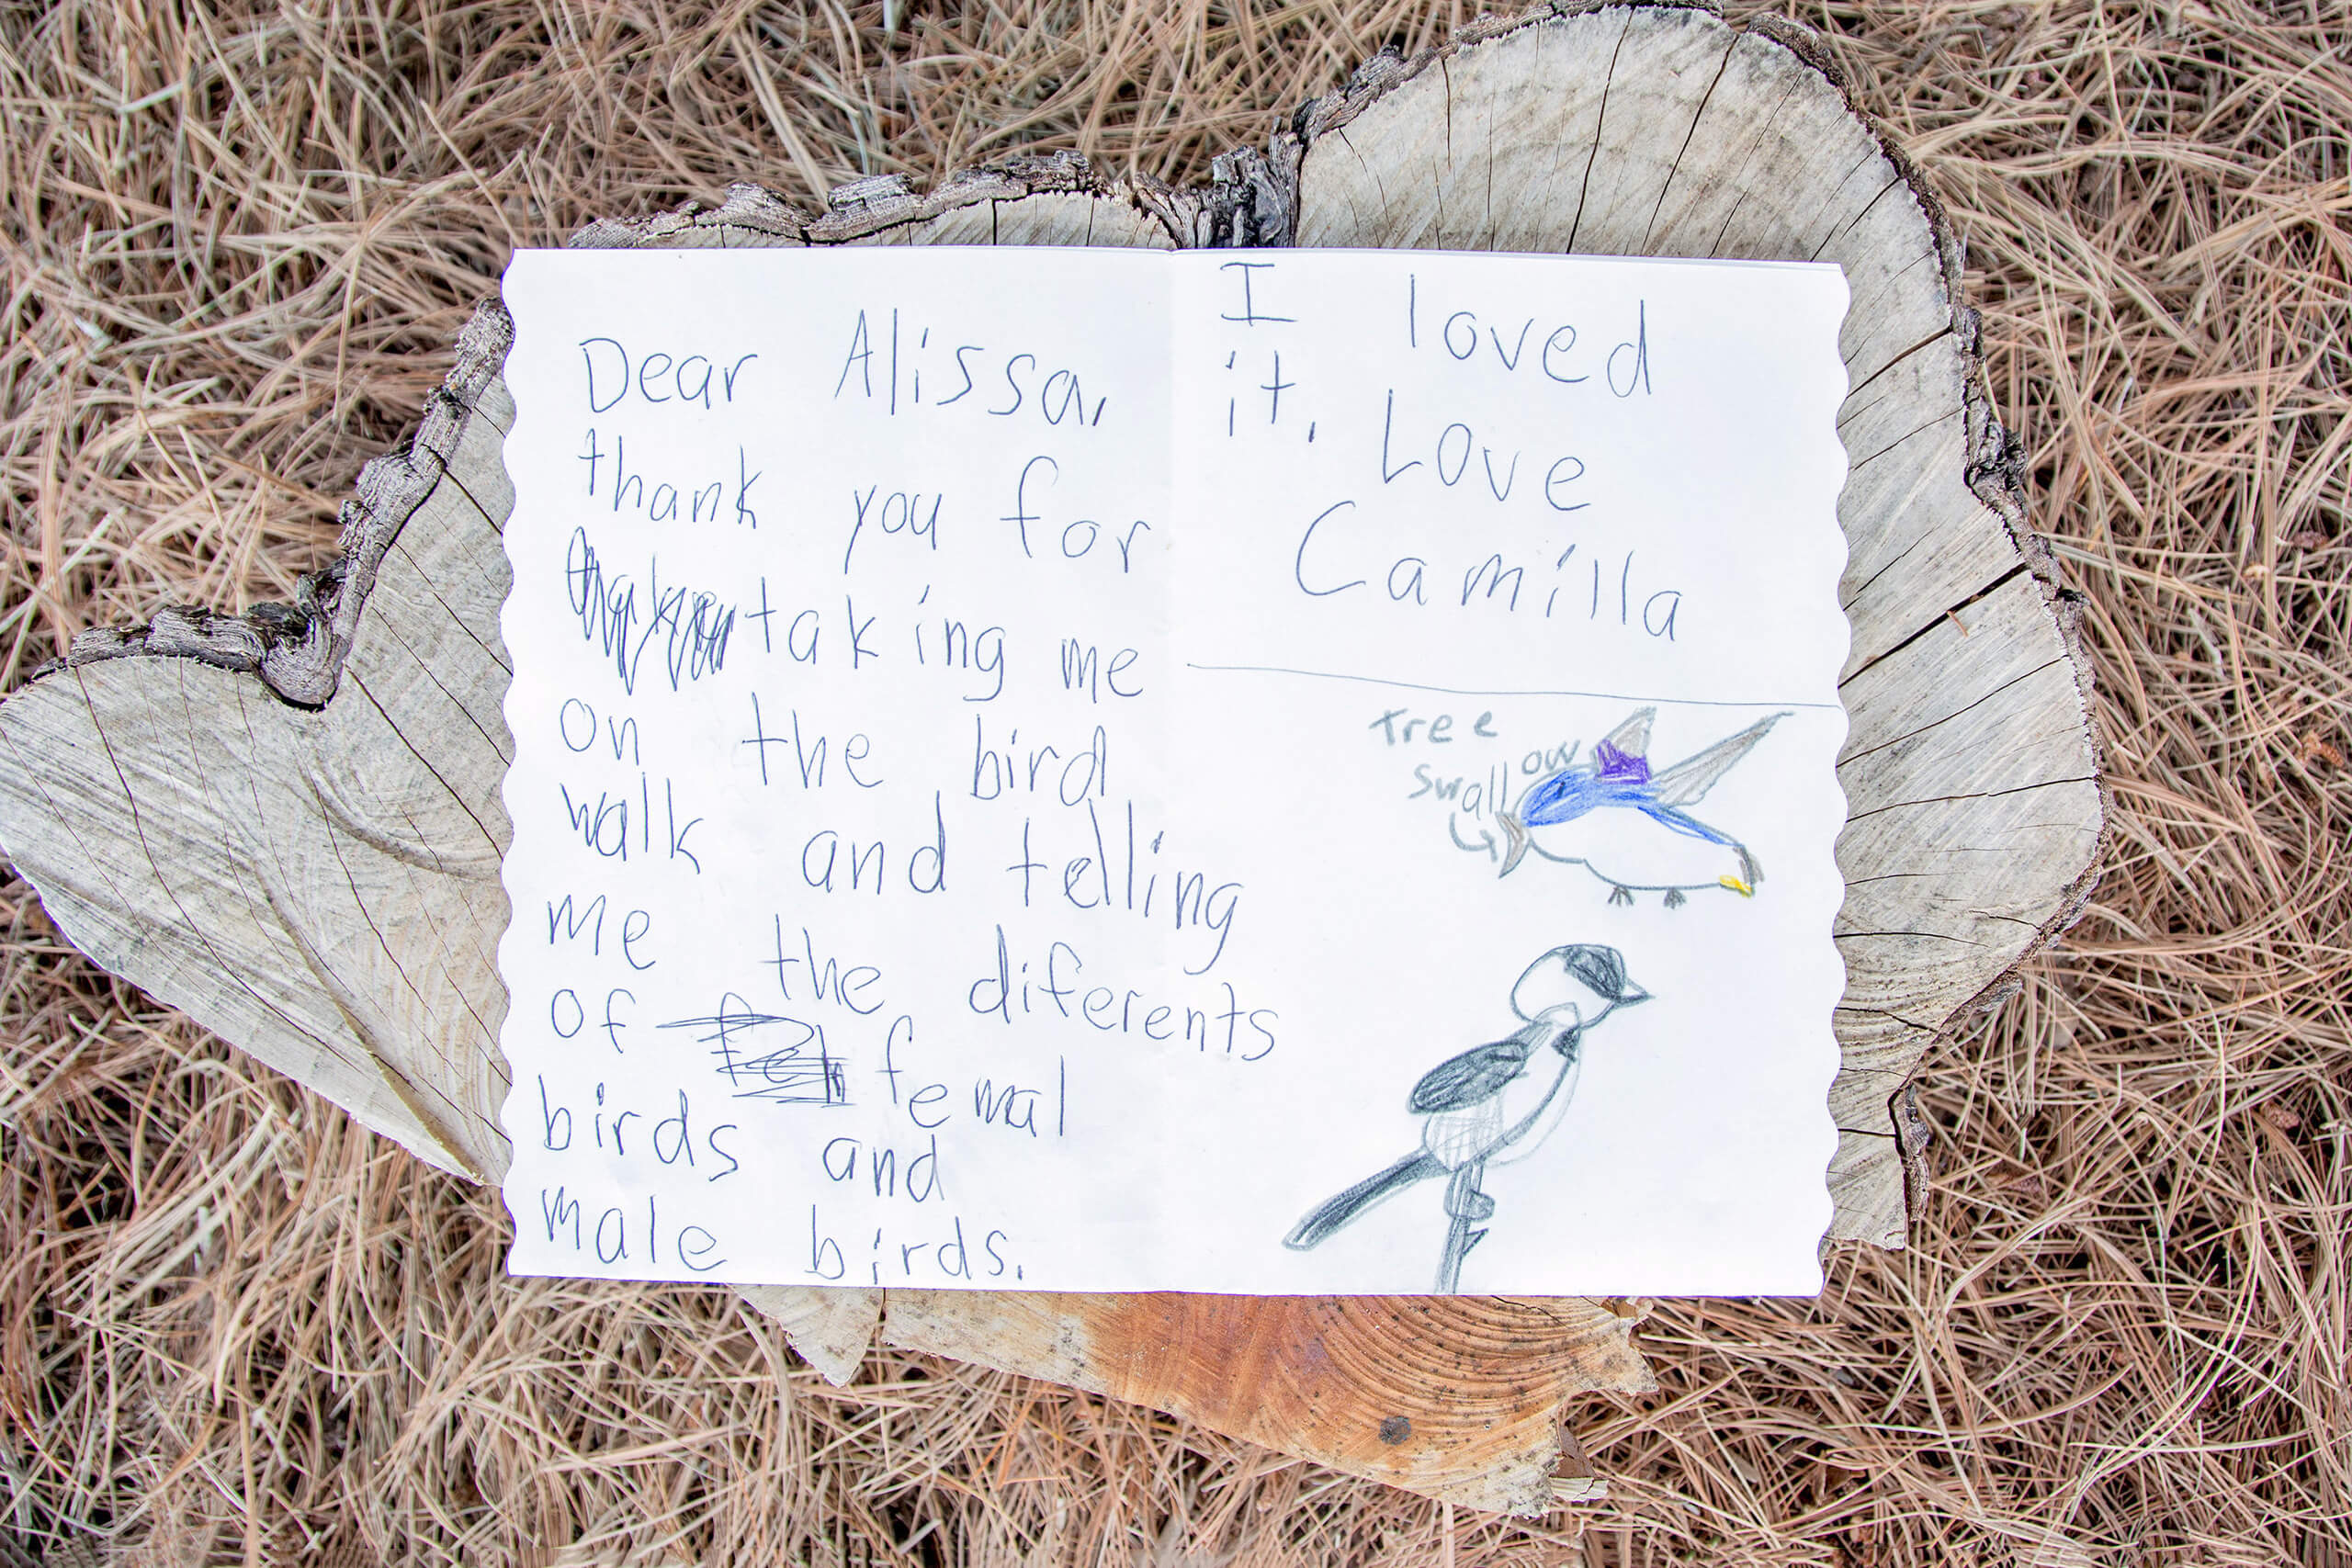 Dear Alissa,
thank you for
taking me
on the bird
walk and telling
me the diferents
of femal
birds and
male birds.
I loved
it. Love
Camilla
Tree
Swallow